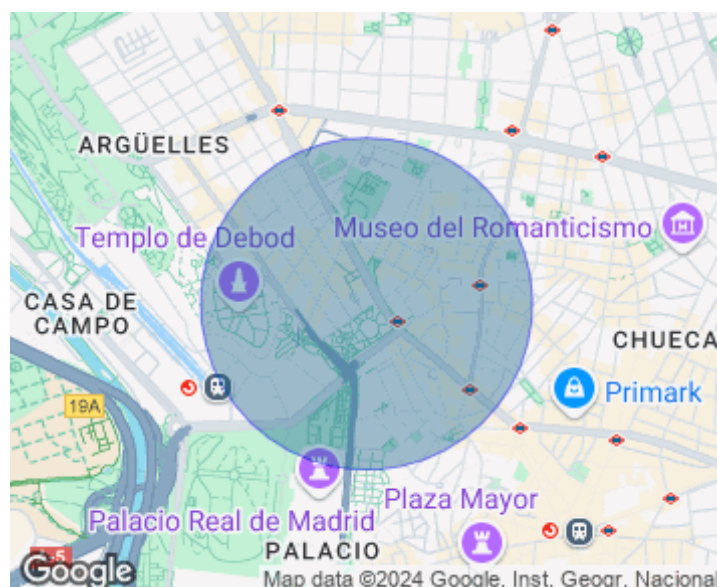 ARGÜELLES
Museo del Romanticismo
Templo de Debod
CASA DE
CAMPO
CHUECA
Primark
19A
Palacio Real de Madrid
Plaza Mayor
PALACIO
Google
Map data ©2024 Google, Inst. Geogr. Nacional